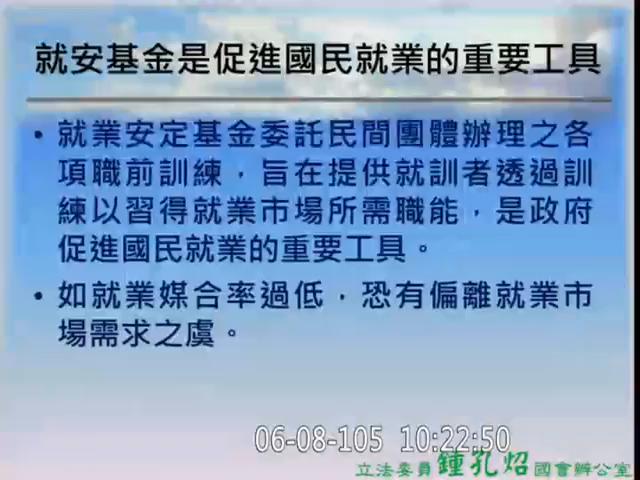 就安基金是促進國民就業的重要工具
• 就業安定基金委託民間團體辦理之各
項職前訓練，旨在提供就訓者透過訓
練以習得就業市場所需職能，是政府
促進國民就業的重要工具。
• 如就業媒合率過低，恐有偏離就業市
場需求之虞。
06-08-105 10:22:50
立法委員鍾孔炤國會辦公室